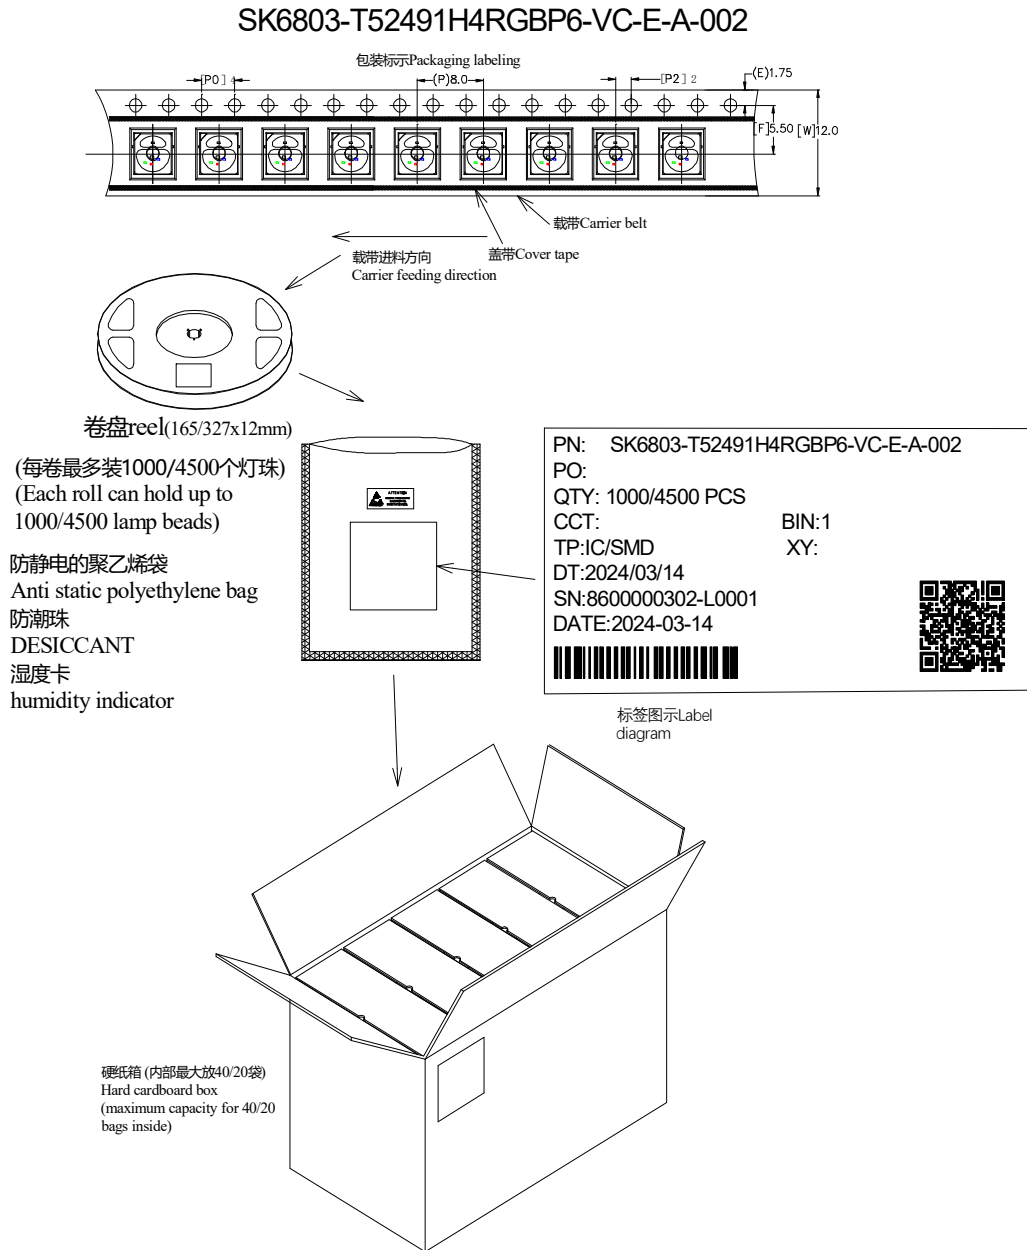 SK6803-T52491H4RGBP6-VC-E-A-002
包装标示Packaging labeling
[P0] 4
(P)8.0
[P2] 2
(E)1.75
[F]5.50
[W]12.0
载带Carrier belt
盖带Cover tape
载带进料方向
Carrier feeding direction
卷盘reel(165/327x12mm)
(每卷最多装1000/4500个灯珠)
(Each roll can hold up to
1000/4500 lamp beads)
防静电的聚乙烯袋
Anti static polyethylene bag
防潮珠
DESICCANT
湿度卡
humidity indicator
ATTENTION
PN: SK6803-T52491H4RGBP6-VC-E-A-002
PO:
QTY: 1000/4500 PCS
CCT: BIN:1
TP:IC/SMD XY:
DT:2024/03/14
SN:8600000302-L0001
DATE:2024-03-14
标签图示Label
diagram
硬纸箱 (内部最大放40/20袋)
Hard cardboard box
(maximum capacity for 40/20
bags inside)